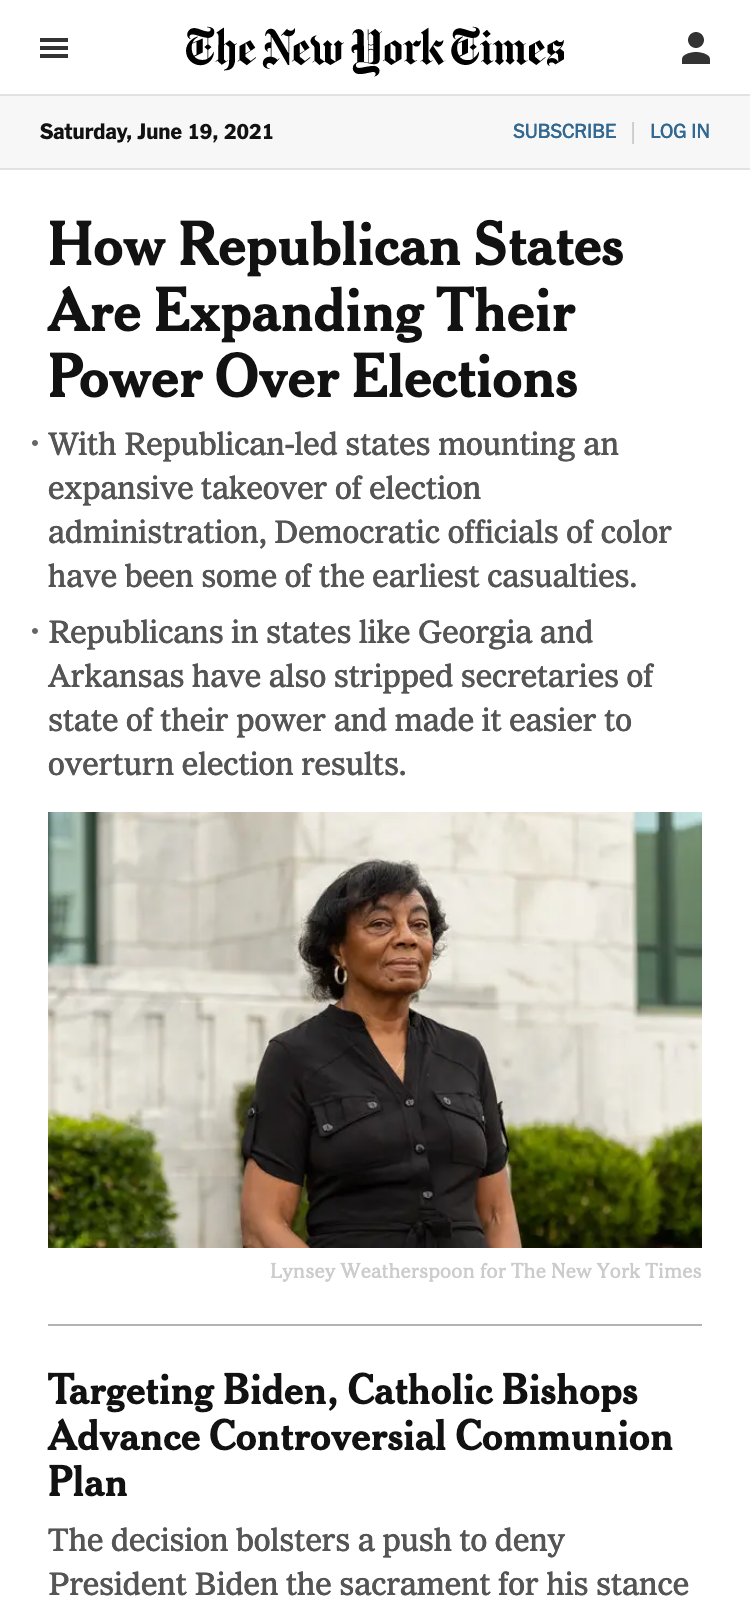 The New York Times
Saturday, June 19, 2021
SUBSCRIBE | LOG IN
How Republican States
Are Expanding Their
Power Over Elections
• With Republican-led states mounting an
expansive takeover of election
administration, Democratic officials of color
have been some of the earliest casualties.
• Republicans in states like Georgia and
Arkansas have also stripped secretaries of
state of their power and made it easier to
overturn election results.
Lynsey Weatherspoon for The New York Times
Targeting Biden, Catholic Bishops
Advance Controversial Communion
Plan
The decision bolsters a push to deny
President Biden the sacrament for his stance